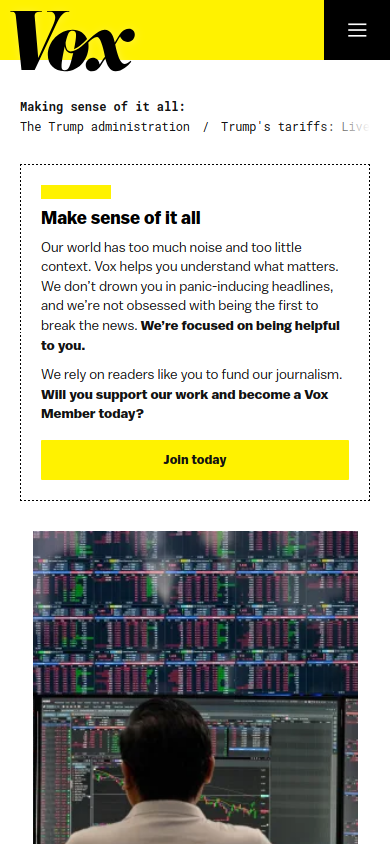 Vox
Making sense of it all:
The Trump administration / Trump's tariffs: Live
Make sense of it all
Our world has too much noise and too little
context. Vox helps you understand what matters.
We don't drown you in panic-inducing headlines,
and we're not obsessed with being the first to
break the news. We're focused on being helpful
to you.
We rely on readers like you to fund our journalism.
Will you support our work and become a Vox
Member today?
Join today